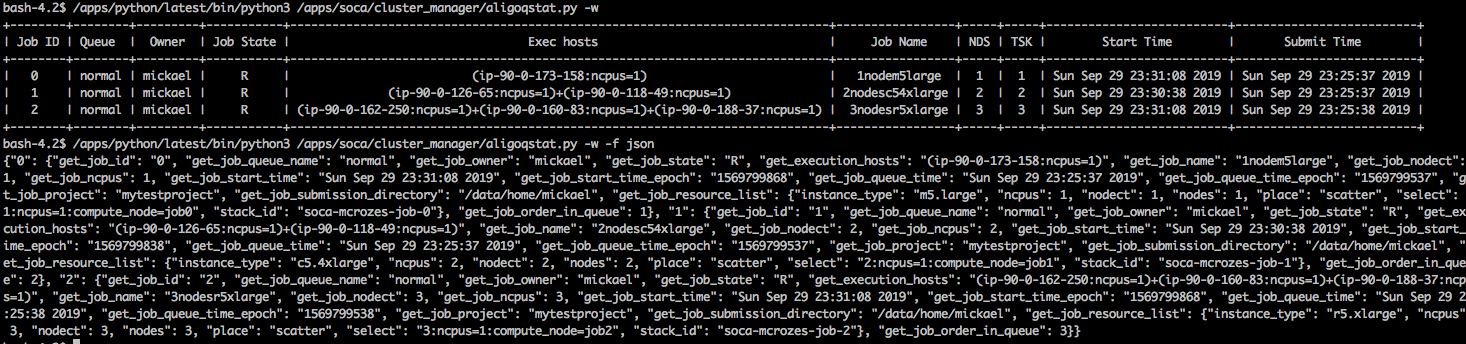 bash-4.2$ /apps/python/latest/bin/python3 /apps/soca/cluster_manager/aligoqstat.py -w
+--------+--------+---------+-----------+-----------------------------------------------------------------------+---------------+-----+-----+--------------------------+--------------------------+
| Job ID | Queue | Owner | Job State | Exec hosts | Job Name | NDS | TSK | Start Time | Submit Time |
+--------+--------+---------+-----------+-----------------------------------------------------------------------+---------------+-----+-----+--------------------------+--------------------------+
| 0 | normal | mickael | R | (ip-90-0-173-158:ncpus=1) | 1nodem5large | 1 | 1 | Sun Sep 29 23:31:08 2019 | Sun Sep 29 23:25:37 2019 |
| 1 | normal | mickael | R | (ip-90-0-126-65:ncpus=1)+(ip-90-0-118-49:ncpus=1) | 2nodesc54xlarge | 2 | 2 | Sun Sep 29 23:30:38 2019 | Sun Sep 29 23:25:37 2019 |
| 2 | normal | mickael | R | (ip-90-0-162-250:ncpus=1)+(ip-90-0-160-83:ncpus=1)+(ip-90-0-188-37:ncpus=1) | 3nodesr5xlarge | 3 | 3 | Sun Sep 29 23:31:08 2019 | Sun Sep 29 23:25:38 2019 |
+--------+--------+---------+-----------+-----------------------------------------------------------------------+---------------+-----+-----+--------------------------+--------------------------+
bash-4.2$ /apps/python/latest/bin/python3 /apps/soca/cluster_manager/aligoqstat.py -w -f json
{"0": {"get_job_id": "0", "get_job_queue_name": "normal", "get_job_owner": "mickael", "get_job_state": "R", "get_execution_hosts": "(ip-90-0-173-158:ncpus=1)", "get_job_name": "1nodem5large", "get_job_nodect":
1, "get_job_ncpus": 1, "get_job_start_time": "Sun Sep 29 23:31:08 2019", "get_job_start_time_epoch": "1569799868", "get_job_queue_time": "Sun Sep 29 23:25:37 2019", "get_job_queue_time_epoch": "1569799537", "g
t_job_project": "mytestproject", "get_job_submission_directory": "/data/home/mickael", "get_job_resource_list": {"instance_type": "m5.large", "ncpus": 1, "nodect": 1, "nodes": 1, "place": "scatter", "select":
1:ncpus=1:compute_node=job0", "stack_id": "soca-mcrozes-job-0"}, "get_job_order_in_queue": 1}, "1": {"get_job_id": "1", "get_job_queue_name": "normal", "get_job_owner": "mickael", "get_job_state": "R", "get_ex
cution_hosts": "(ip-90-0-126-65:ncpus=1)+(ip-90-0-118-49:ncpus=1)", "get_job_name": "2nodesc54xlarge", "get_job_nodect": 2, "get_job_ncpus": 2, "get_job_start_time": "Sun Sep 29 23:30:38 2019", "get_job_start_
time_epoch": "1569799838", "get_job_queue_time": "Sun Sep 29 23:25:37 2019", "get_job_queue_time_epoch": "1569799537", "get_job_project": "mytestproject", "get_job_submission_directory": "/data/home/mickael", "
et_job_resource_list": {"instance_type": "c5.4xlarge", "ncpus": 2, "nodect": 2, "nodes": 2, "place": "scatter", "select": "2:ncpus=1:compute_node=job1", "stack_id": "soca-mcrozes-job-1"}, "get_job_order_in_que
e": 2}, "2": {"get_job_id": "2", "get_job_queue_name": "normal", "get_job_owner": "mickael", "get_job_state": "R", "get_execution_hosts": "(ip-90-0-162-250:ncpus=1)+(ip-90-0-160-83:ncpus=1)+(ip-90-0-188-37:ncp
s=1)", "get_job_name": "3nodesr5xlarge", "get_job_nodect": 3, "get_job_ncpus": 3, "get_job_start_time": "Sun Sep 29 23:31:08 2019", "get_job_start_time_epoch": "1569799868", "get_job_queue_time": "Sun Sep 29 2
:25:38 2019", "get_job_queue_time_epoch": "1569799538", "get_job_project": "mytestproject", "get_job_submission_directory": "/data/home/mickael", "get_job_resource_list": {"instance_type": "r5.xlarge", "ncpus"
3, "nodect": 3, "nodes": 3, "place": "scatter", "select": "3:ncpus=1:compute_node=job2", "stack_id": "soca-mcrozes-job-2"}, "get_job_order_in_queue": 3}}
bash-4.2$